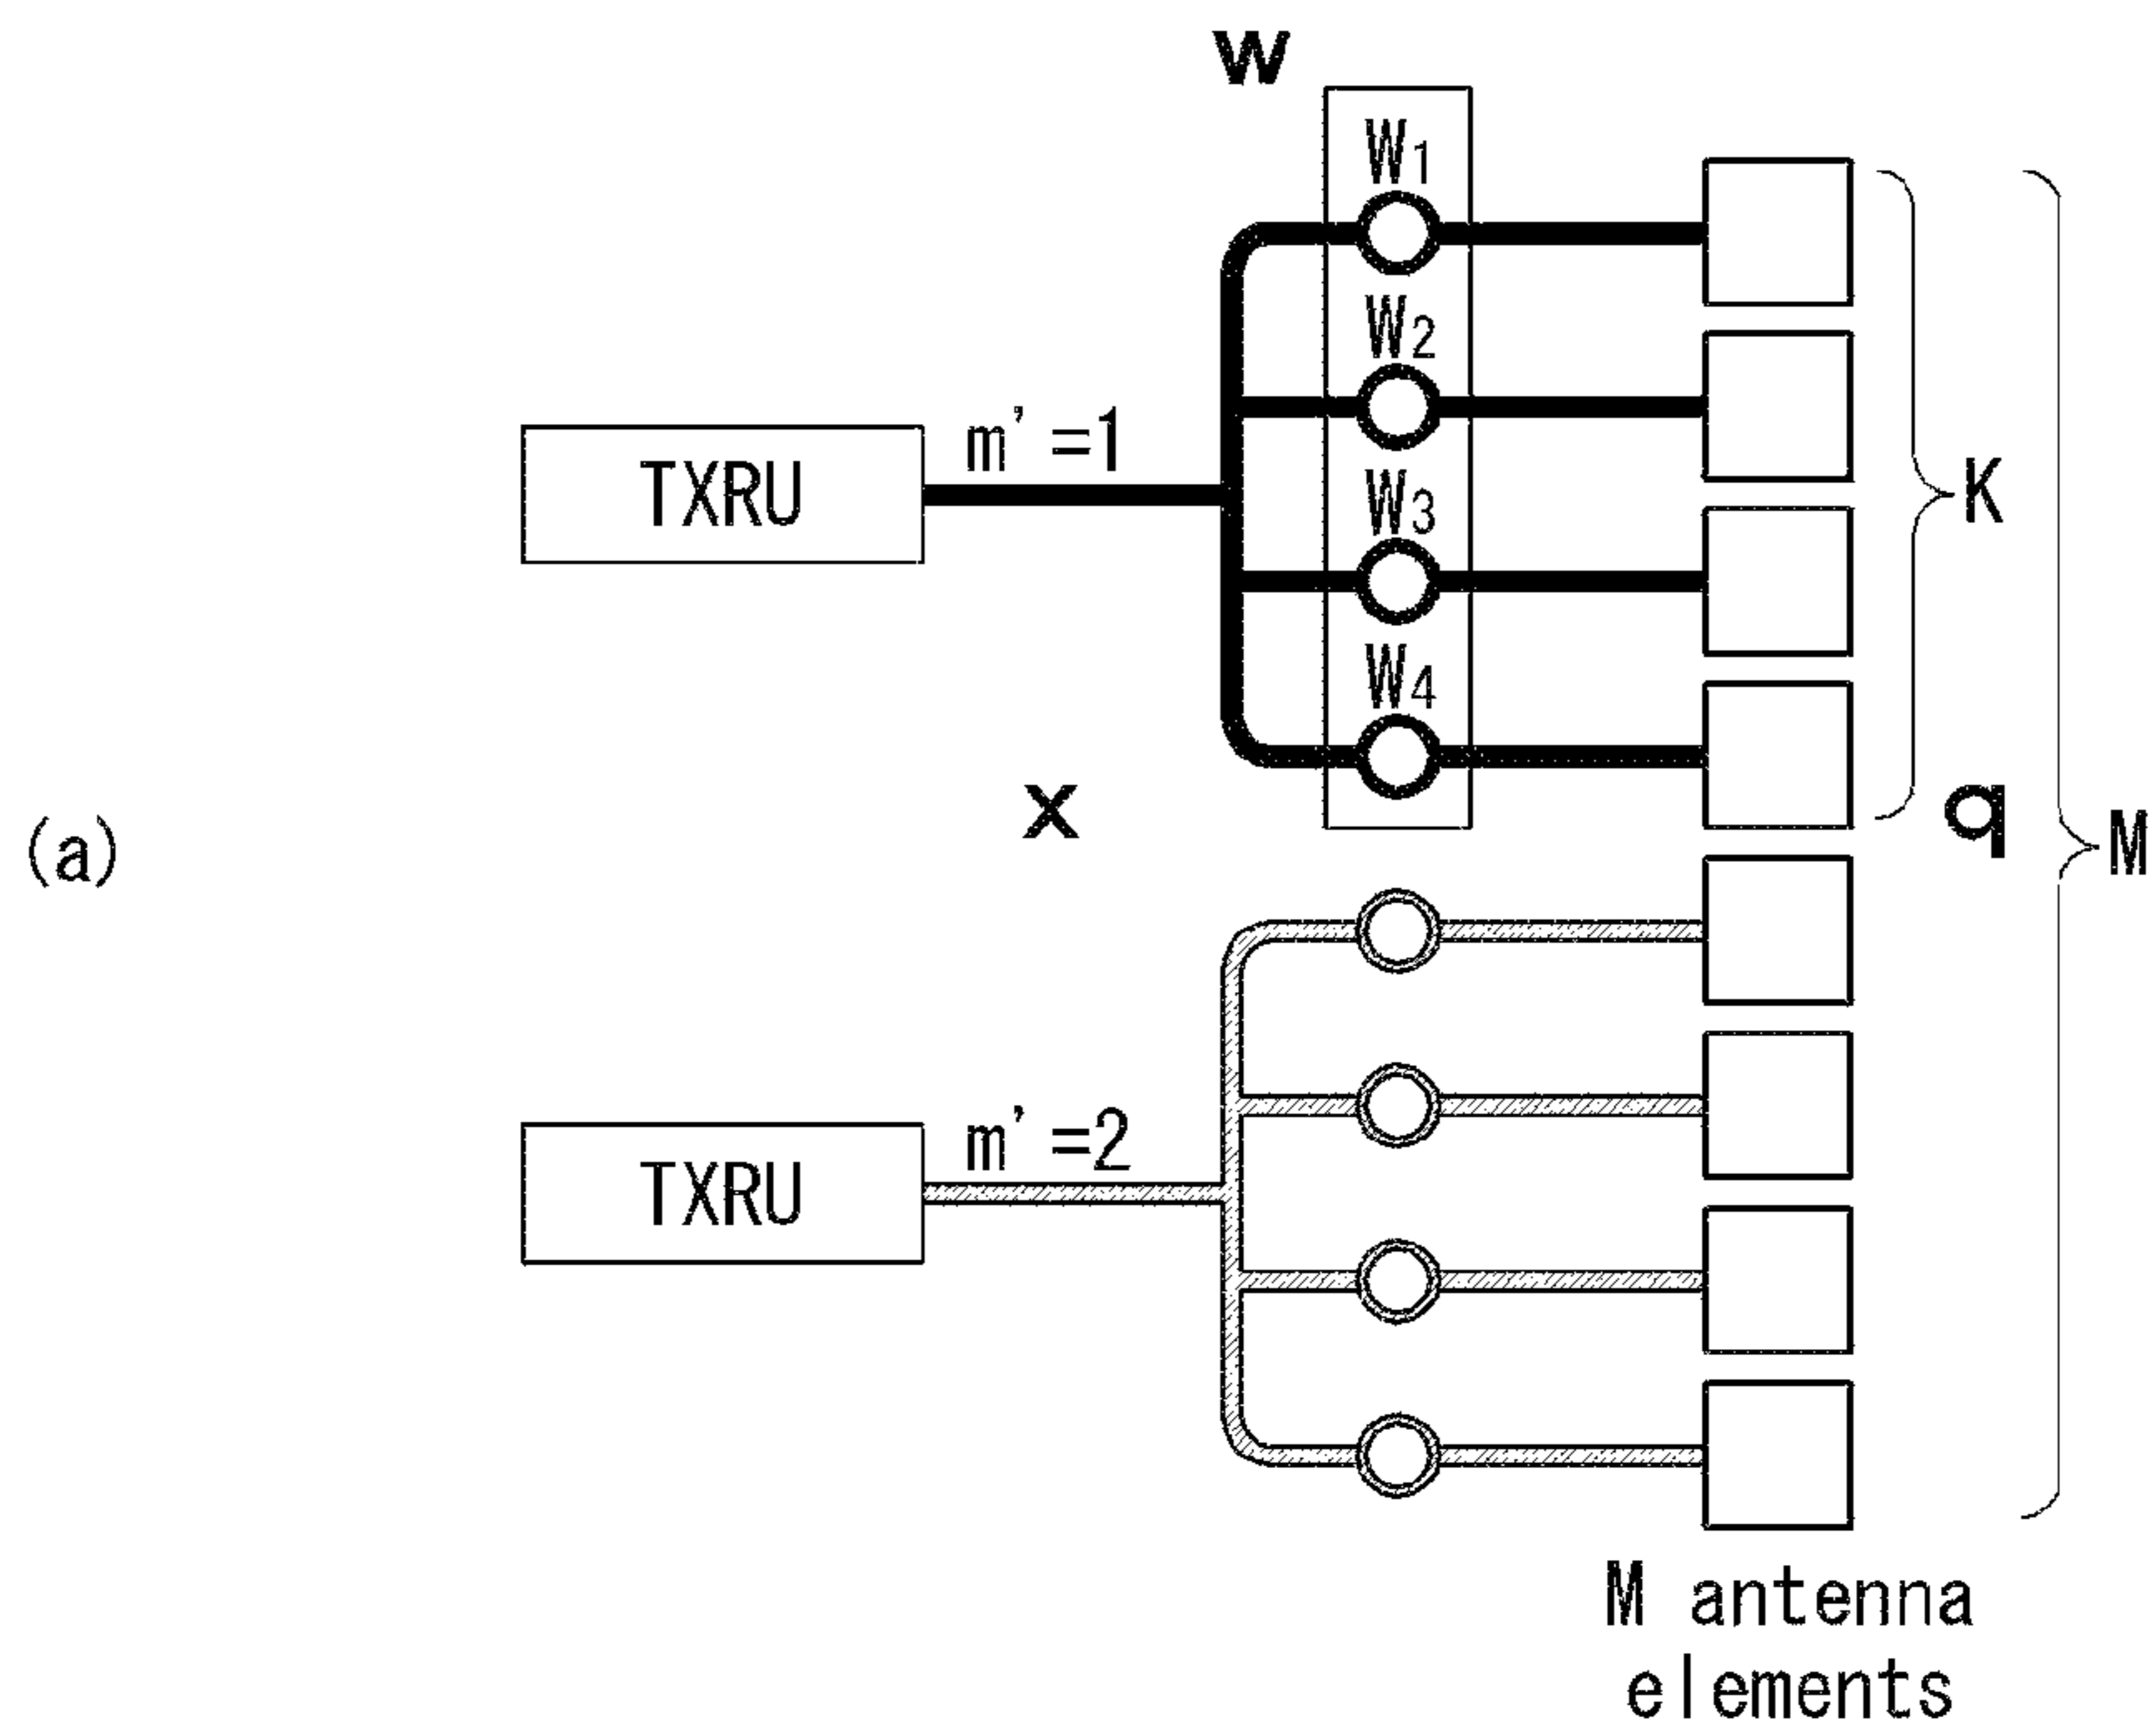 w
W1
W2
TXRU
m'=1
K
W3
W4
x
q
(a)
M
TXRU
m'=2
M antenna
elements